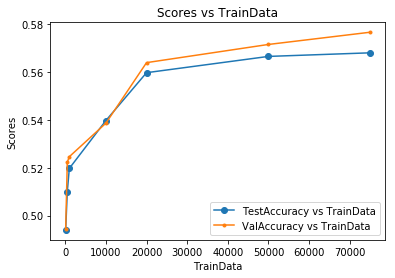 Scores vs TrainData
0.58
0.56
0.54
0.52
0.50
Scores
TestAccuracy vs TrainData
ValAccuracy vs TrainData
0 10000 20000 30000 40000 50000 60000 70000
TrainData